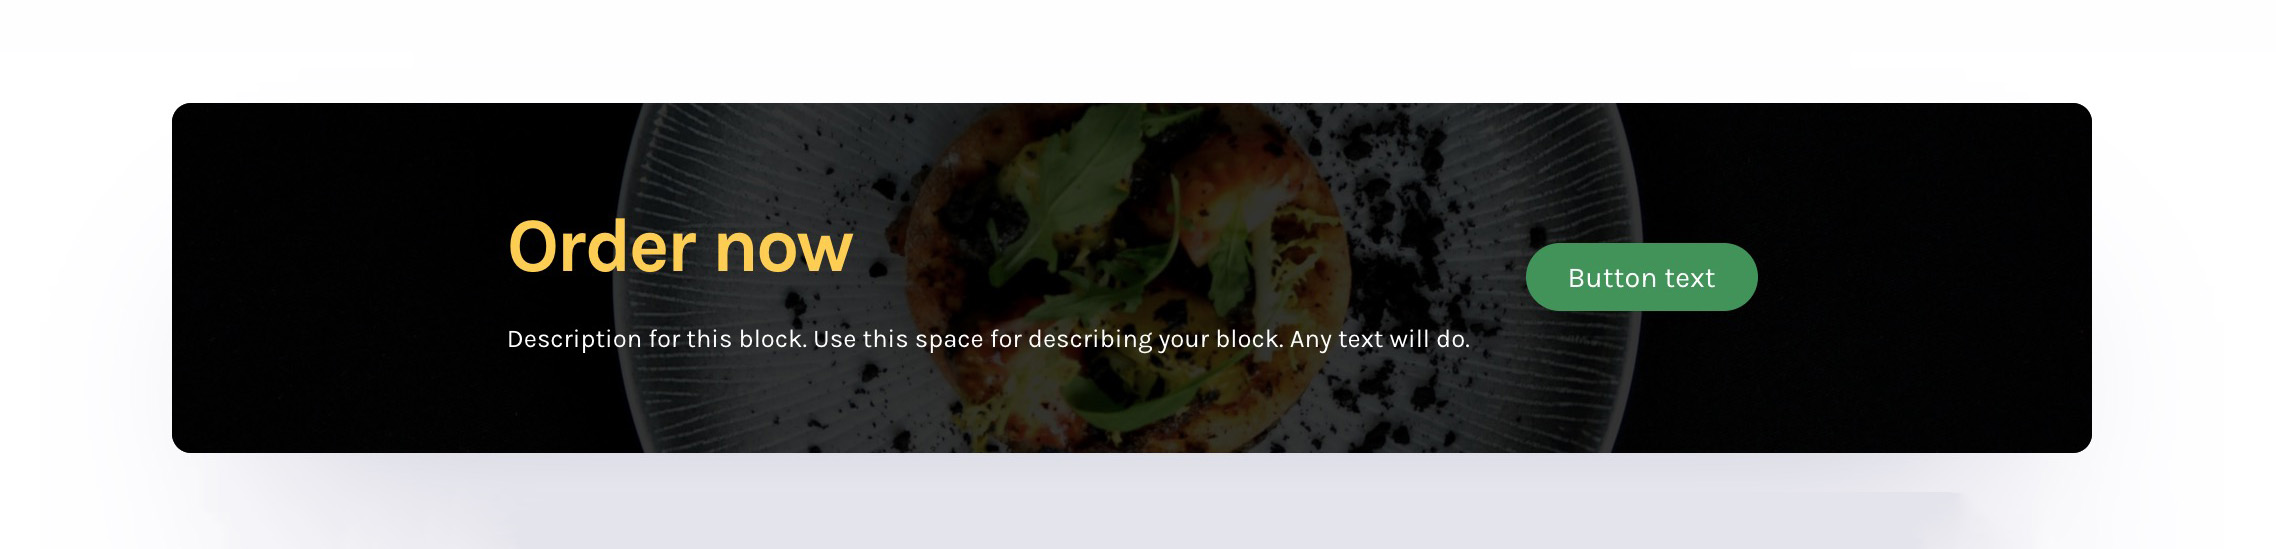 Order now
Description for this block. Use this space for describing your block. Any text will do.
Button text